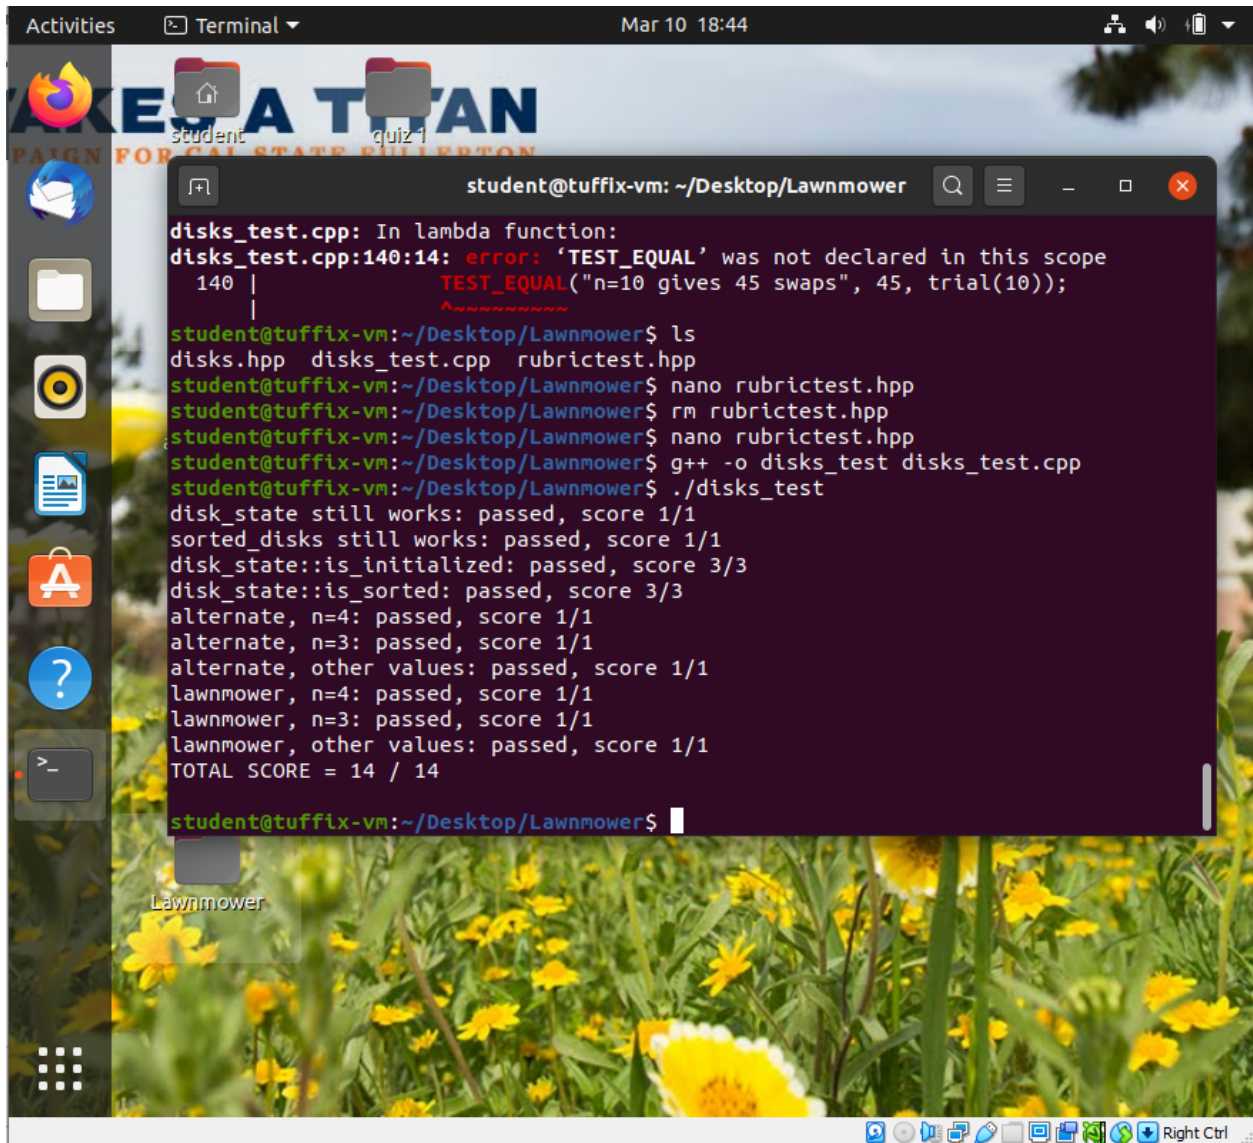 Activities Terminal Mar 10 18:44
AKES A TITAN
PAIGN FOR CAL STATE FULLERTON
student quiz 1
student@tuffix-vm: ~/Desktop/Lawnmower
disks_test.cpp: In lambda function:
disks_test.cpp:140:14: error: ‘TEST_EQUAL’ was not declared in this scope
  140 |              TEST_EQUAL("n=10 gives 45 swaps", 45, trial(10));
      |              ^~~~~~~~~~
student@tuffix-vm:~/Desktop/Lawnmower$ ls
disks.hpp  disks_test.cpp  rubrictest.hpp
student@tuffix-vm:~/Desktop/Lawnmower$ nano rubrictest.hpp
student@tuffix-vm:~/Desktop/Lawnmower$ rm rubrictest.hpp
student@tuffix-vm:~/Desktop/Lawnmower$ nano rubrictest.hpp
student@tuffix-vm:~/Desktop/Lawnmower$ g++ -o disks_test disks_test.cpp
student@tuffix-vm:~/Desktop/Lawnmower$ ./disks_test
disk_state still works: passed, score 1/1
sorted_disks still works: passed, score 1/1
disk_state::is_initialized: passed, score 3/3
disk_state::is_sorted: passed, score 3/3
alternate, n=4: passed, score 1/1
alternate, n=3: passed, score 1/1
alternate, other values: passed, score 1/1
lawnmower, n=4: passed, score 1/1
lawnmower, n=3: passed, score 1/1
lawnmower, other values: passed, score 1/1
TOTAL SCORE = 14 / 14
student@tuffix-vm:~/Desktop/Lawnmower$
Lawnmower
Right Ctrl